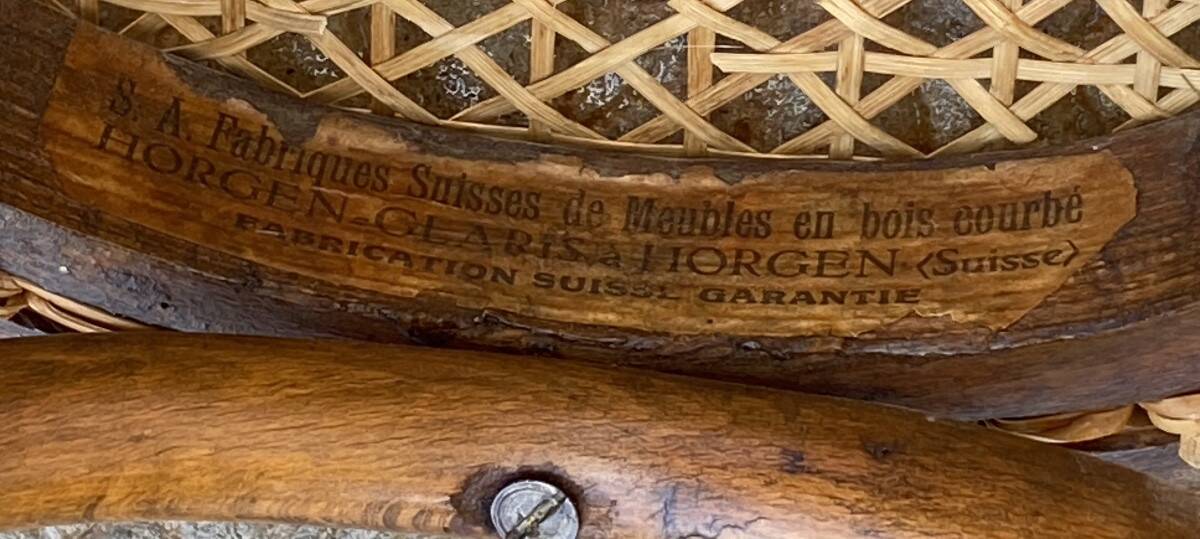 S. A. Fabriques Suisses de Meubles en bois courbé
HORGEN-GLARIS à HORGEN (Suisse)
FABRICATION SUISSE GARANTIE